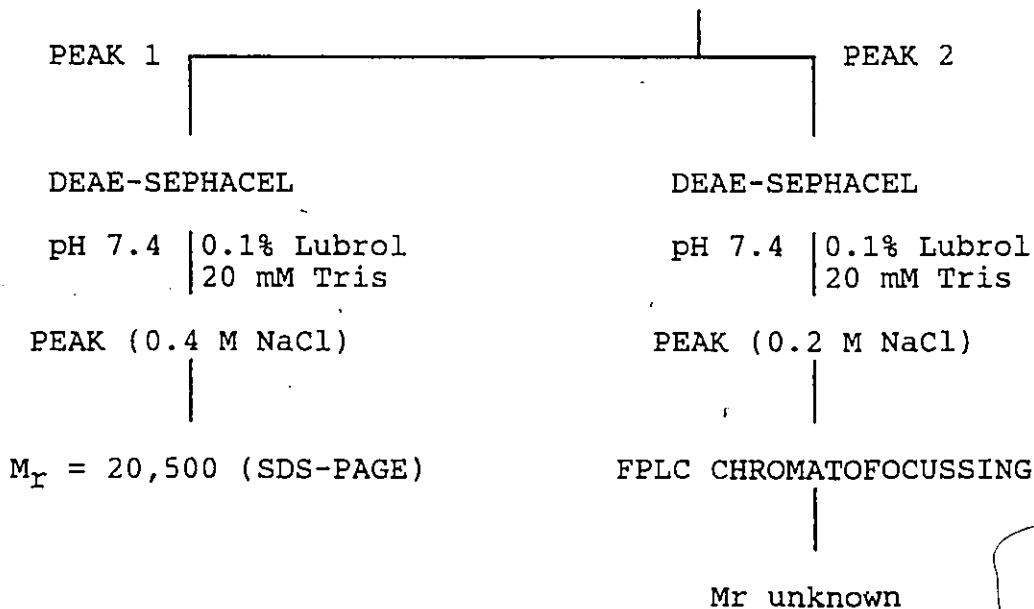 PEAK 1 PEAK 2
DEAE-SEPHACEL DEAE-SEPHACEL
pH 7.4 0.1% Lubrol pH 7.4 0.1% Lubrol
20 mM Tris 20 mM Tris
PEAK (0.4 M NaCl) PEAK (0.2 M NaCl)
Mr = 20,500 (SDS-PAGE) FPLC CHROMATOFOCUSSING
Mr unknown